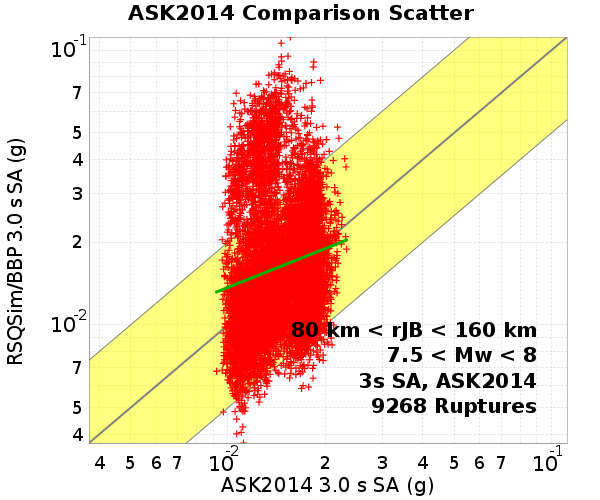 ASK2014 Comparison Scatter
RSQSim/BBP 3.0 s SA (g)
10-1
7
5
4
3
2
10-2
7
5
4
80 km < rJB < 160 km
7.5 < Mw < 8
3s SA, ASK2014
9268 Ruptures
4 5 6 7 10-2 2 3 4 5 6 7 10-1
ASK2014 3.0 s SA (g)